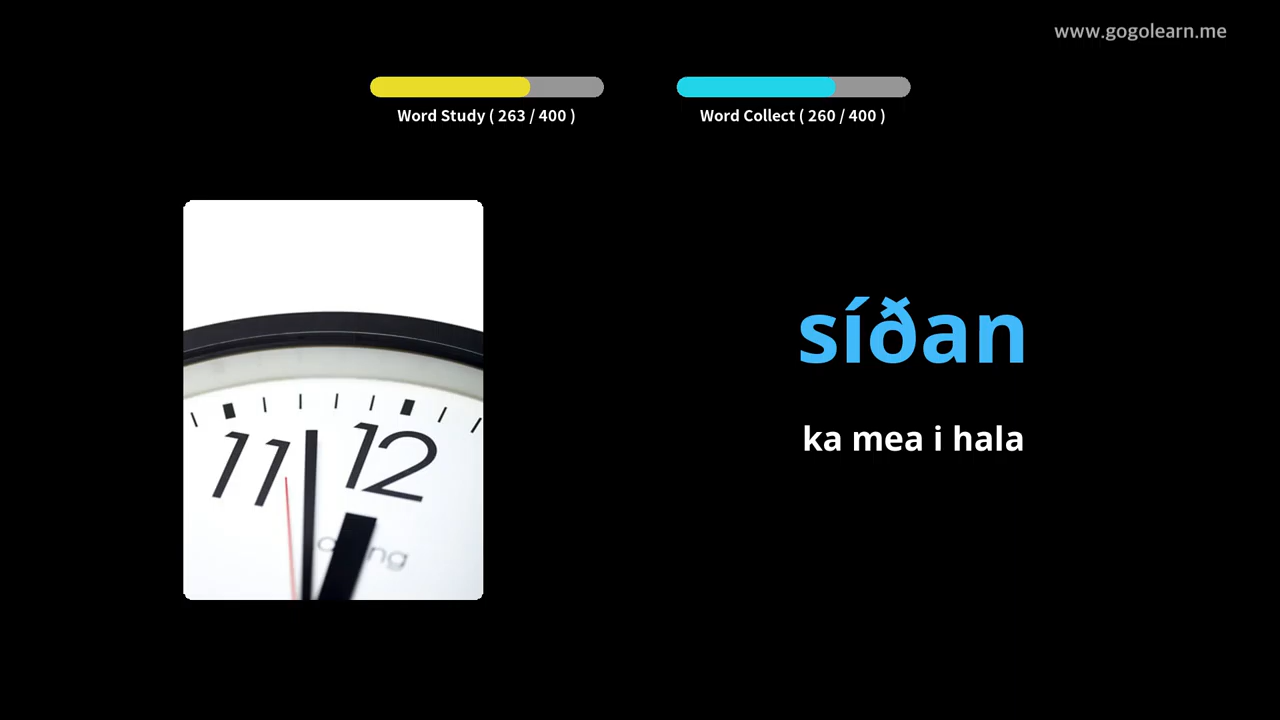 www.gogolearn.me
Word Study ( 263 / 400 )
Word Collect ( 260 / 400 )
síðan
ka mea i hala
11
12